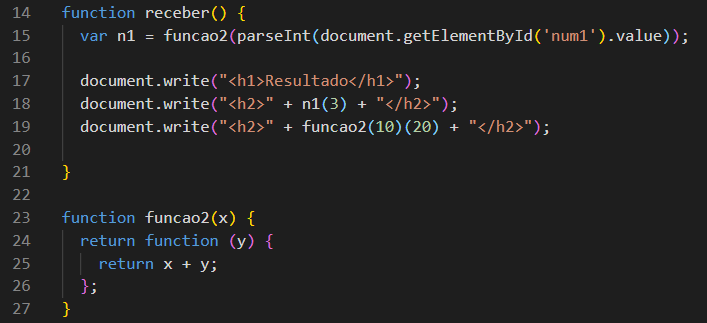 14 function receber() {
15 var n1 = funcao2(parseInt(document.getElementById('num1').value));
16
17 document.write("<h1>Resultado</h1>");
18 document.write("<h2>" + n1(3) + "</h2>");
19 document.write("<h2>" + funcao2(10)(20) + "</h2>");
20
21 }
22
23 function funcao2(x) {
24 return function (y) {
25 return x + y;
26 };
27 }